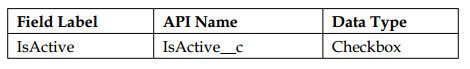 Field Label API Name Data Type
IsActive IsActive__c Checkbox